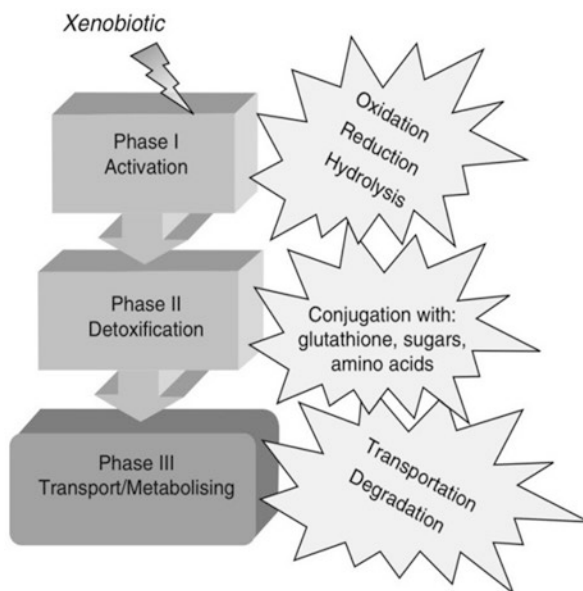 Xenobiotic
Phase I
Activation
Oxidation
Reduction
Hydrolysis
Phase II
Detoxification
Conjugation with:
glutathione, sugars,
amino acids
Phase III
Transport/Metabolising
Transportation
Degradation